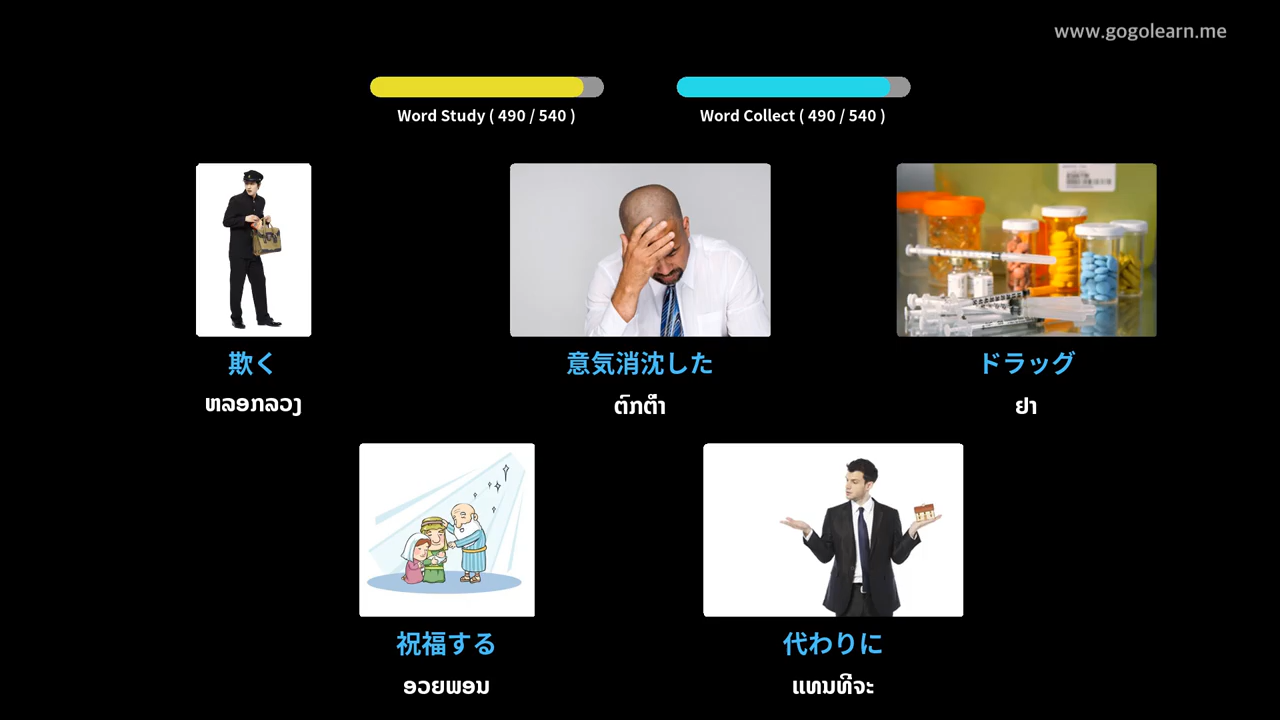 www.gogolearn.me
Word Study ( 490 / 540 )
Word Collect ( 490 / 540 )
欺く
ຫລອກລວງ
意気消沈した
ຕົກຕ່ຳ
ドラッグ
ຢາ
祝福する
ອວຍພອນ
代わりに
ແທນທີ່ຈະ